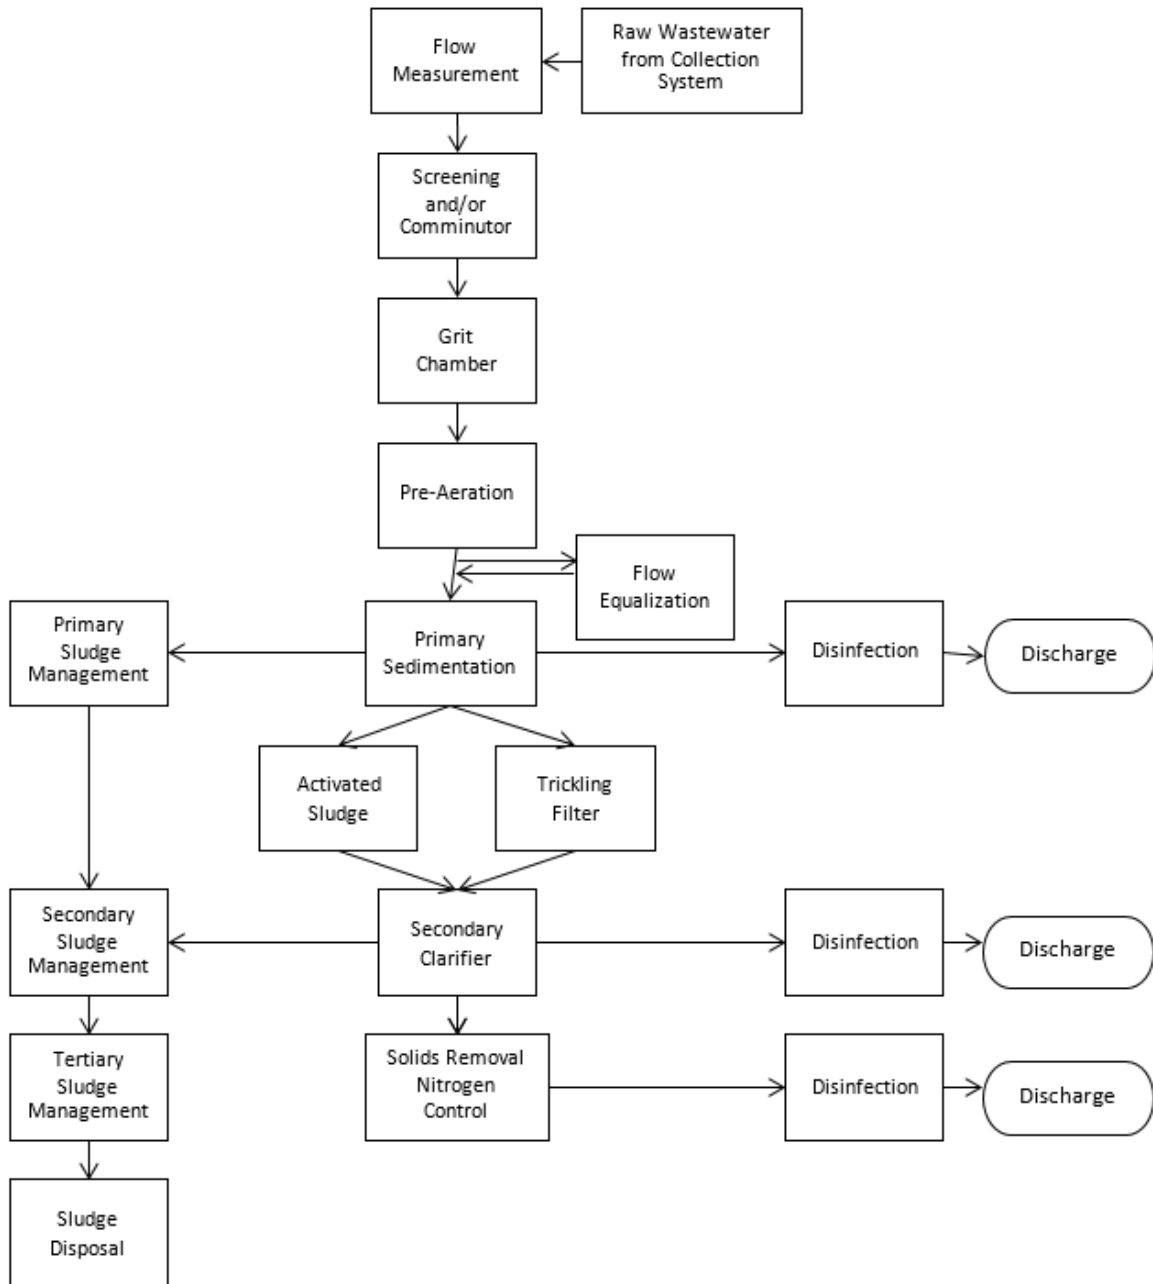 Flow
Measurement
Raw Wastewater
from Collection
System
Screening
and/or
Comminutor
Grit
Chamber
Pre-Aeration
Flow
Equalization
Primary
Sludge
Management
Primary
Sedimentation
Disinfection
Discharge
Activated
Sludge
Trickling
Filter
Secondary
Sludge
Management
Secondary
Clarifier
Disinfection
Discharge
Tertiary
Sludge
Management
Solids Removal
Nitrogen
Control
Disinfection
Discharge
Sludge
Disposal